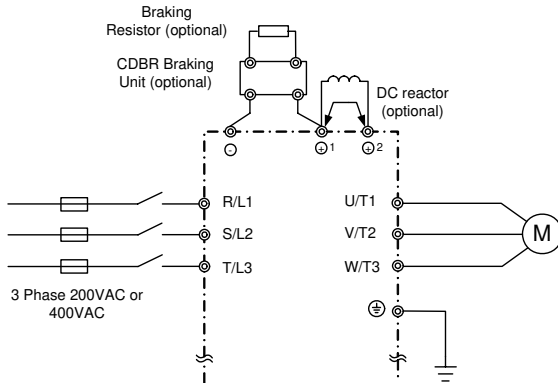 Braking
Resistor (optional)
CDBR Braking
Unit (optional)
DC reactor
(optional)
- +1 +2
R/L1 U/T1
S/L2 V/T2
T/L3 W/T3
M
3 Phase 200VAC or
400VAC